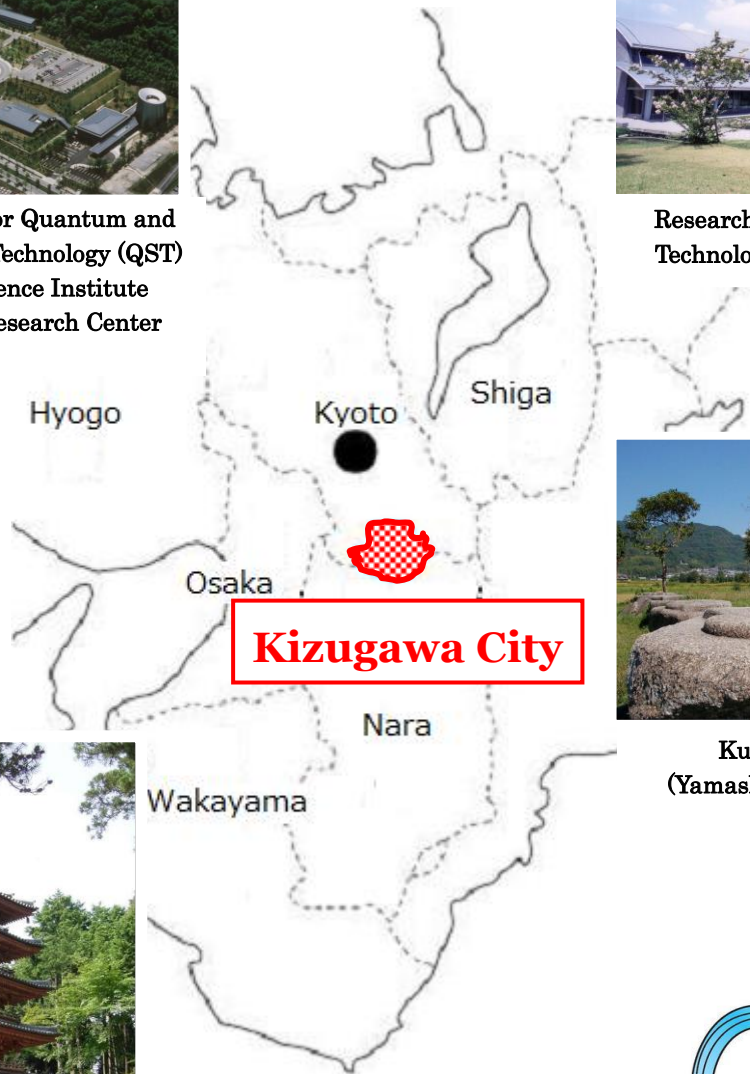 or Quantum and
Technology (QST)
ence Institute
esearch Center
Research
Technolo
Hyogo
Kyoto
Shiga
Osaka
Kizugawa City
Nara
Wakayama
Ku
(Yamas